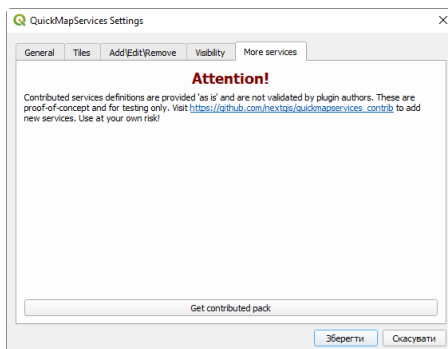 QuickMapServices Settings
General Tiles Add\Edit\Remove Visibility More services
Attention!
Contributed services definitions are provided 'as is' and are not validated by plugin authors. These are
proof-of-concept and for testing only. Visit https://github.com/nextgis/quickmapservices_contrib to add
new services. Use at your own risk!
Get contributed pack
Зберегти Скасувати